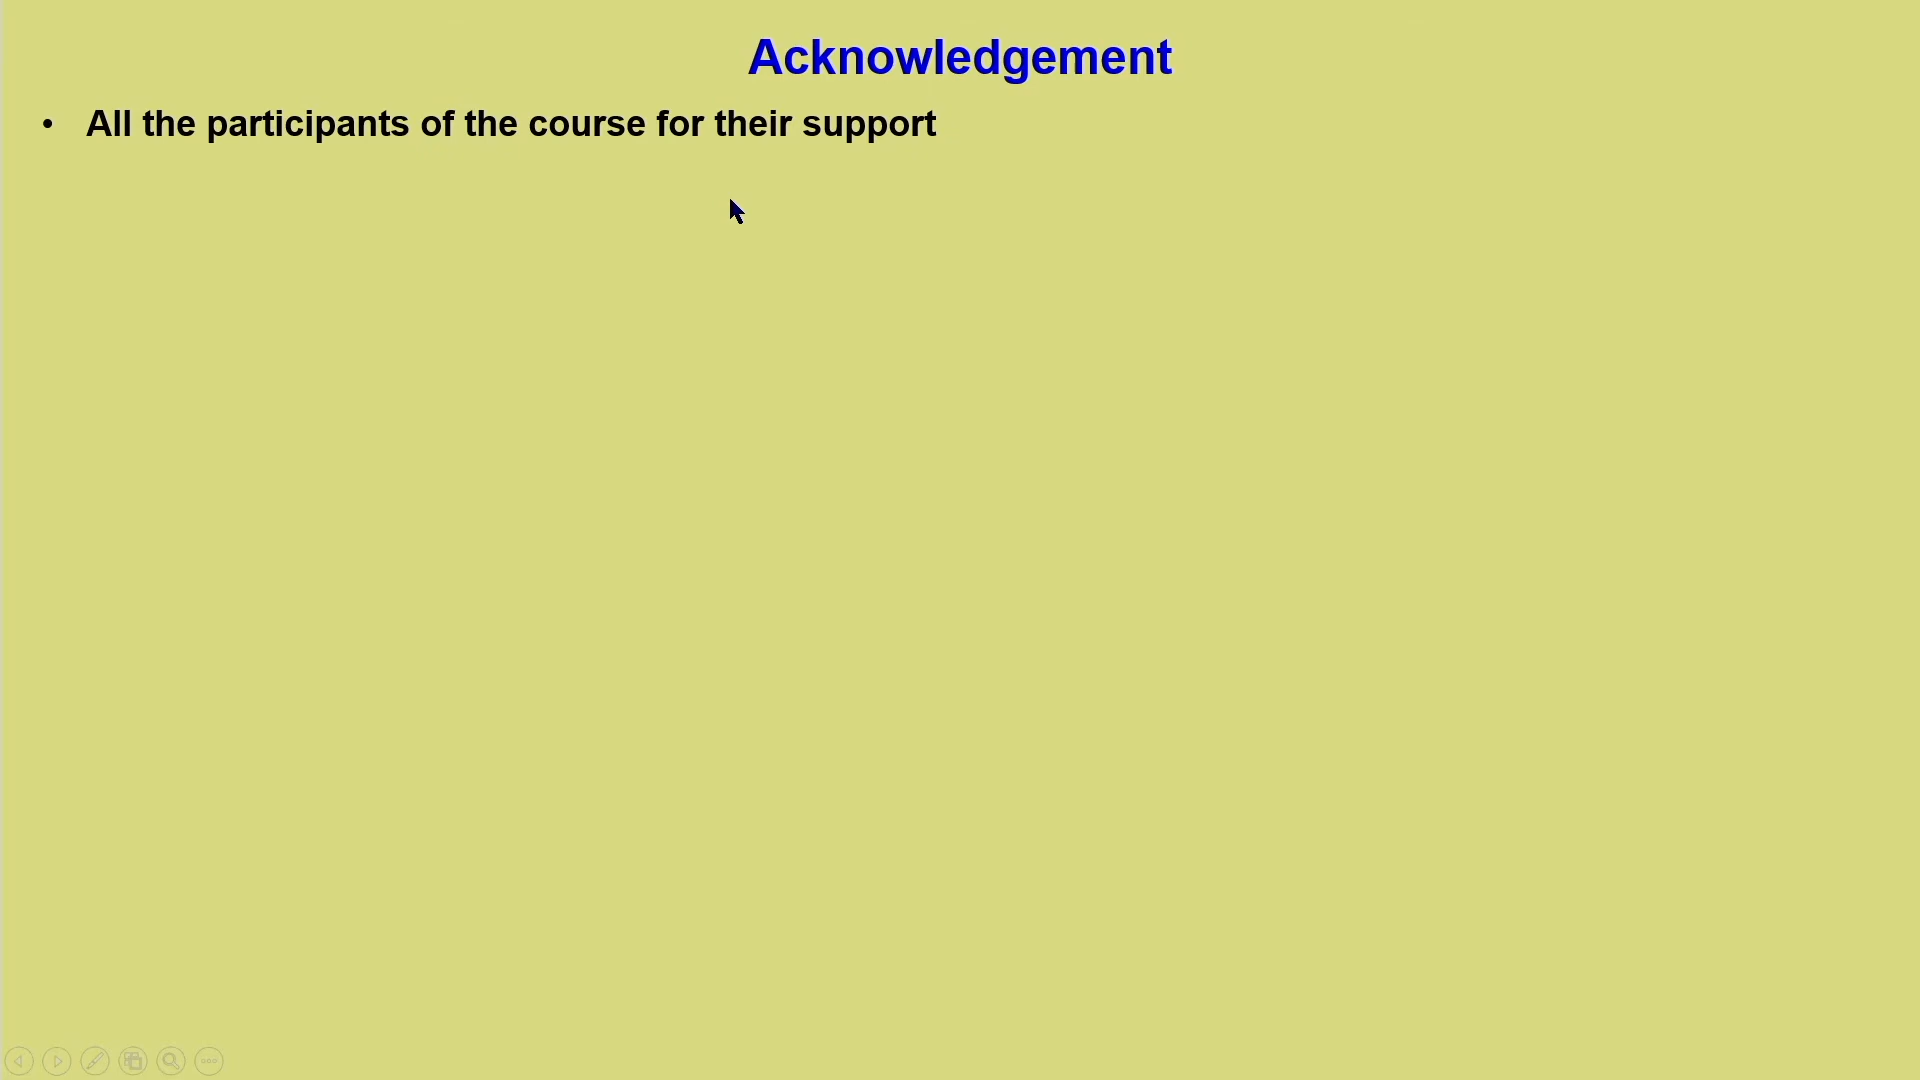 Acknowledgement
• All the participants of the course for their support